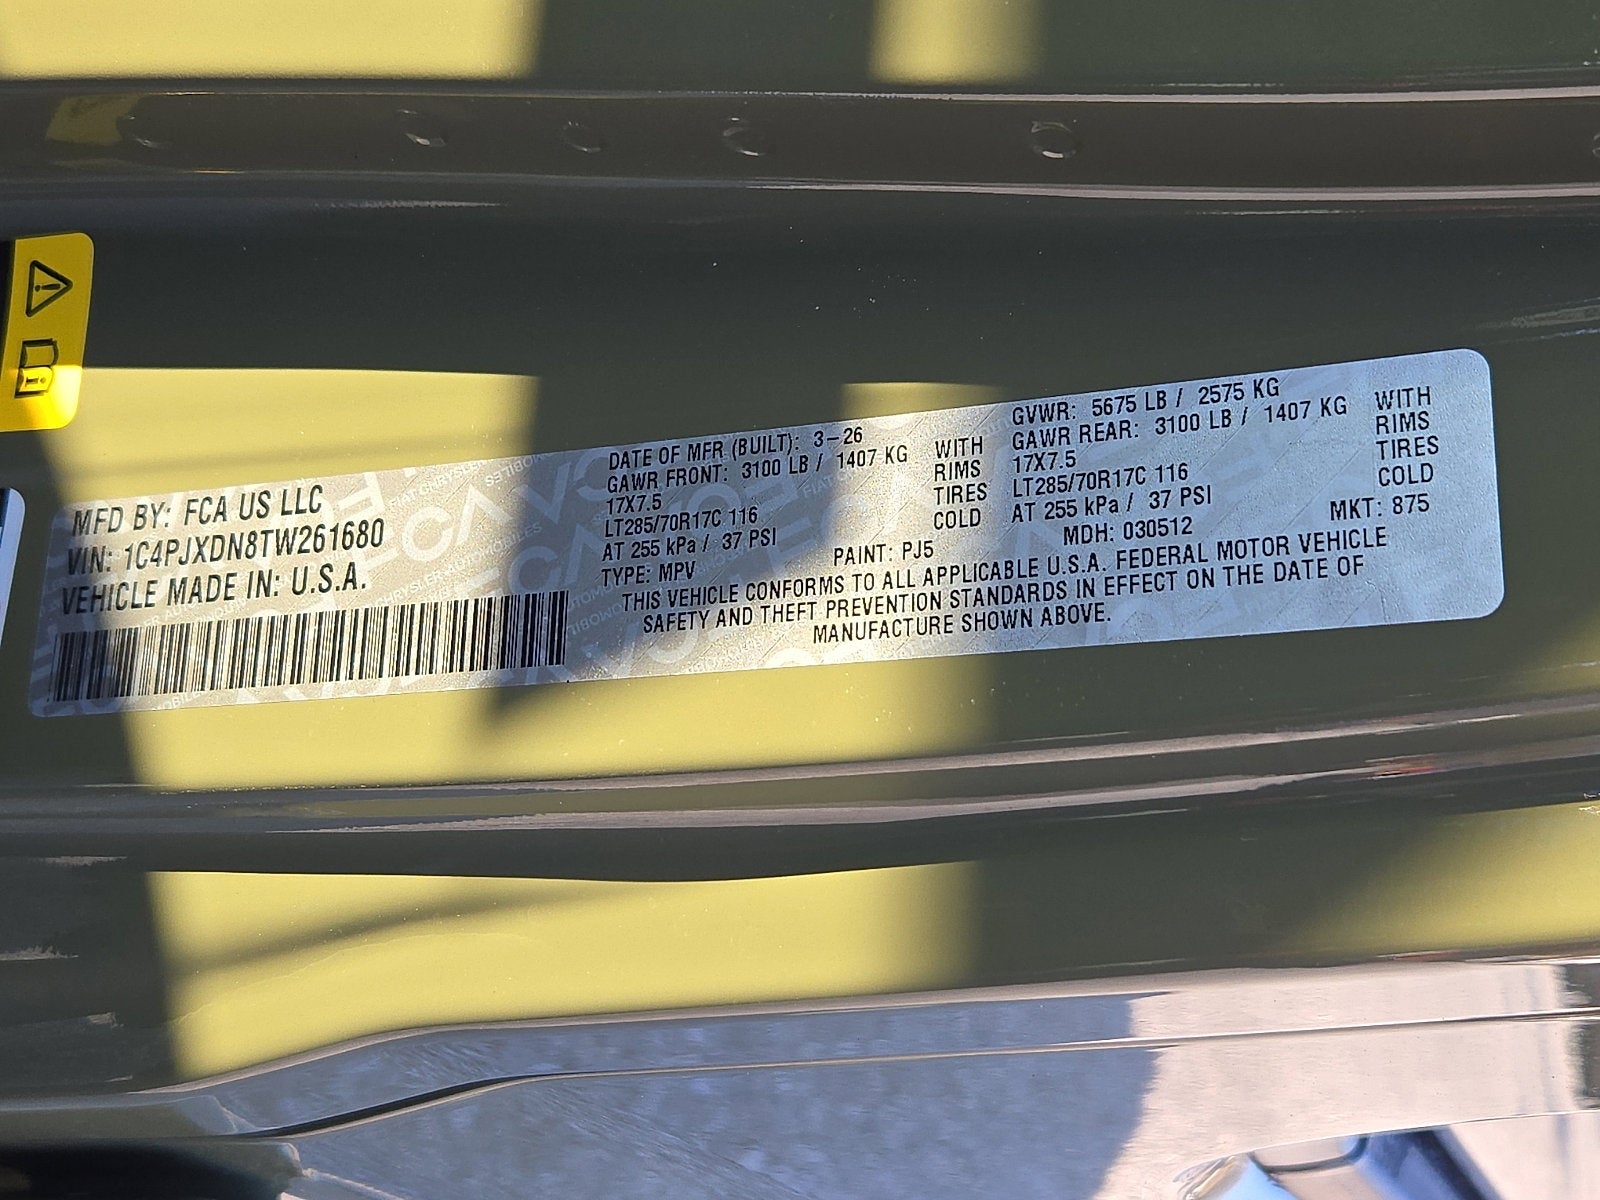 MFD BY: FCA US LLC
VIN: 1C4PJXDN8TW261680
VEHICLE MADE IN: U.S.A.
DATE OF MFR (BUILT): 3-26
GAWR FRONT: 3100 LB / 1407 KG WITH
17X7.5 RIMS
LT285/70R17C 116 TIRES
AT 255 kPa / 37 PSI COLD
TYPE: MPV PAINT: PJ5
GVWR: 5675 LB / 2575 KG
GAWR REAR: 3100 LB / 1407 KG WITH
17X7.5 RIMS
LT285/70R17C 116 TIRES
AT 255 kPa / 37 PSI COLD
MDH: 030512 MKT: 875
THIS VEHICLE CONFORMS TO ALL APPLICABLE U.S.A. FEDERAL MOTOR VEHICLE
SAFETY AND THEFT PREVENTION STANDARDS IN EFFECT ON THE DATE OF
MANUFACTURE SHOWN ABOVE.